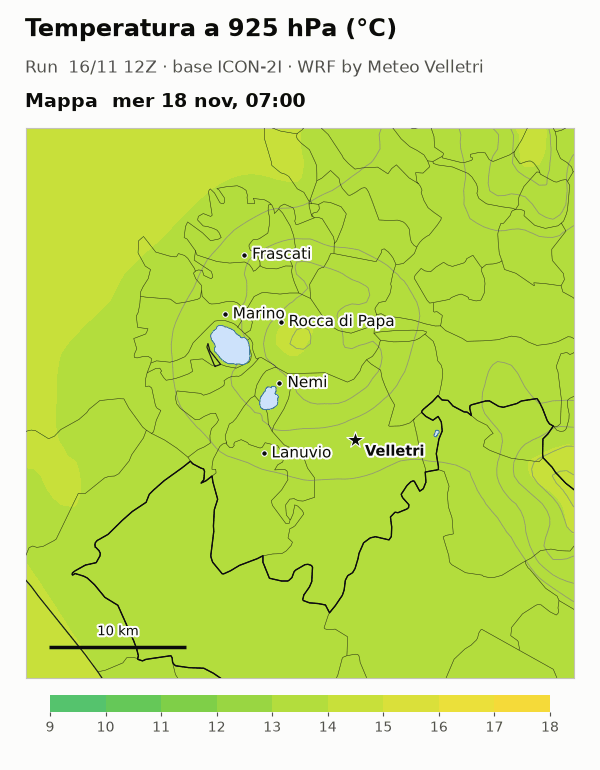 Temperatura a 925 hPa (°C)
Run  16/11 12Z · base ICON-2I · WRF by Meteo Velletri
Mappa  mer 18 nov, 07:00
Frascati
Marino
Rocca di Papa
Nemi
Velletri
Lanuvio
10 km
9 10 11 12 13 14 15 16 17 18